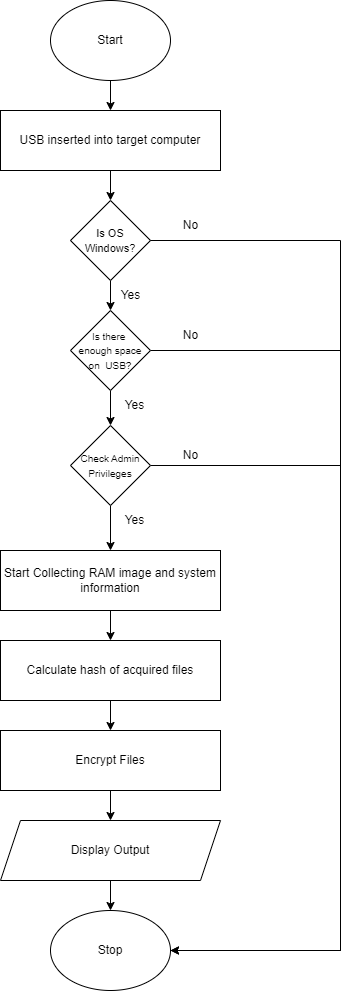 Start
USB inserted into target computer
Is OS
Windows?
No
Yes
Is there
enough space
on USB?
No
Yes
Check Admin
Privileges
No
Yes
Start Collecting RAM image and system
information
Calculate hash of acquired files
Encrypt Files
Display Output
Stop